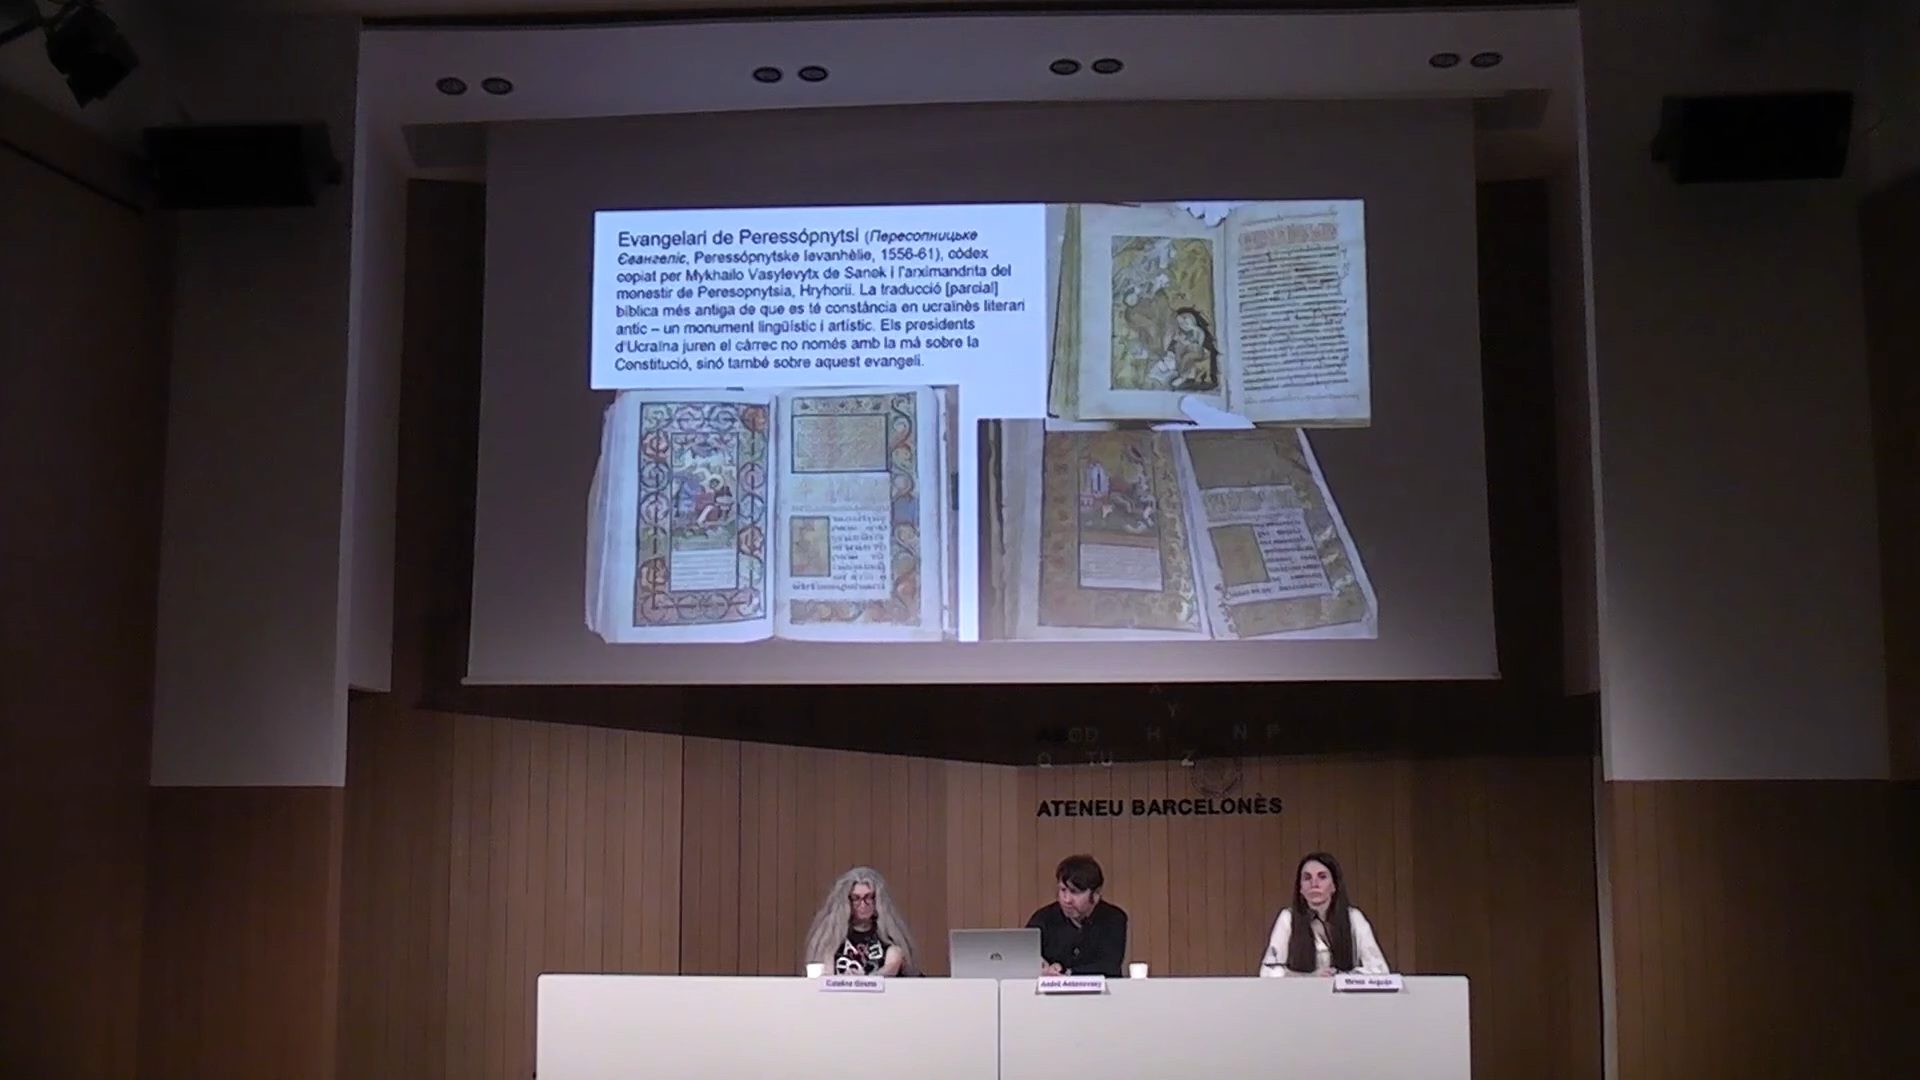 Evangelari de Peressópnytsi (Пересопницьке
Євангеліє, Peressópnytske Ievanhèlie, 1556-61), còdex
copiat per Mykhailo Vasylevytx de Sanok i l'arximandrita del
monestir de Peresopnytsia, Hryhorii. La traducció [parcial]
bíblica més antiga de que es té constància en ucraïnès literari
antic – un monument lingüístic i artístic. Els presidents
d'Ucraïna juren el càrrec no només amb la mà sobre la
Constitució, sinó també sobre aquest evangeli.
Y
H N P
Q TU Z
ATENEU BARCELONÈS
Andrii Antonovskyi